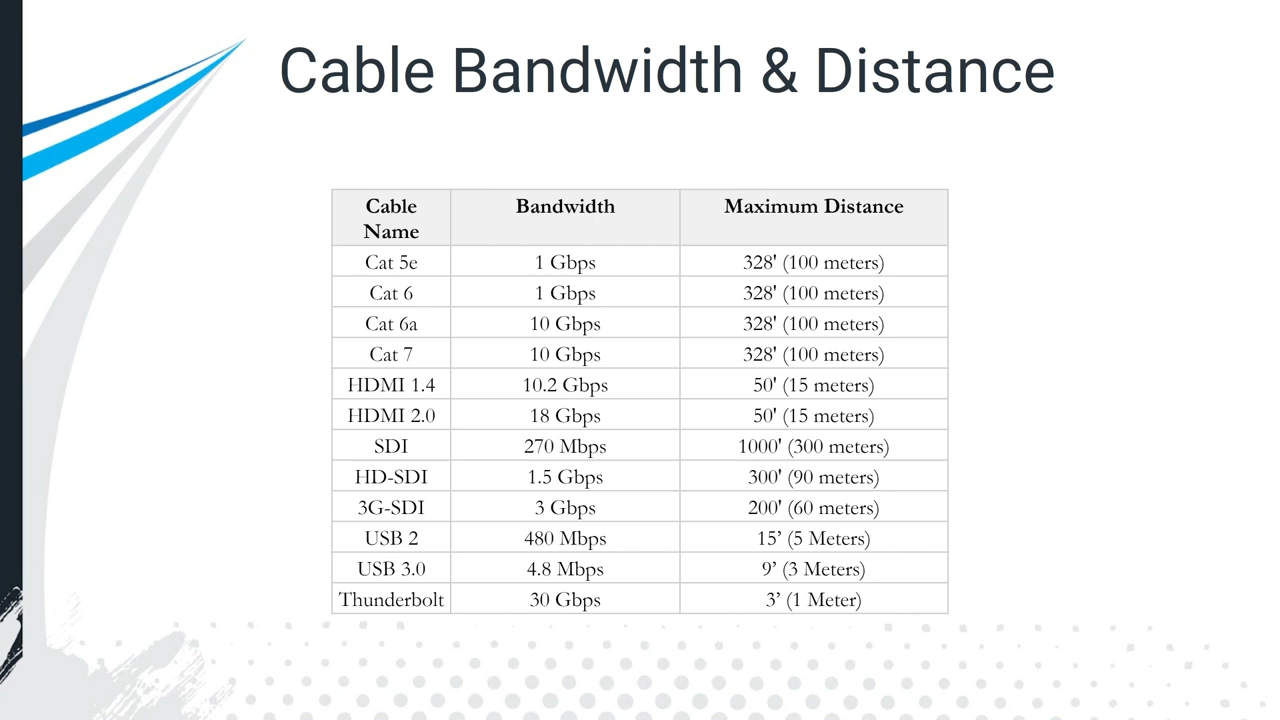 Cable Bandwidth & Distance
Cable Name Bandwidth Maximum Distance
Cat 5e 1 Gbps 328' (100 meters)
Cat 6 1 Gbps 328' (100 meters)
Cat 6a 10 Gbps 328' (100 meters)
Cat 7 10 Gbps 328' (100 meters)
HDMI 1.4 10.2 Gbps 50' (15 meters)
HDMI 2.0 18 Gbps 50' (15 meters)
SDI 270 Mbps 1000' (300 meters)
HD-SDI 1.5 Gbps 300' (90 meters)
3G-SDI 3 Gbps 200' (60 meters)
USB 2 480 Mbps 15’ (5 Meters)
USB 3.0 4.8 Mbps 9’ (3 Meters)
Thunderbolt 30 Gbps 3’ (1 Meter)